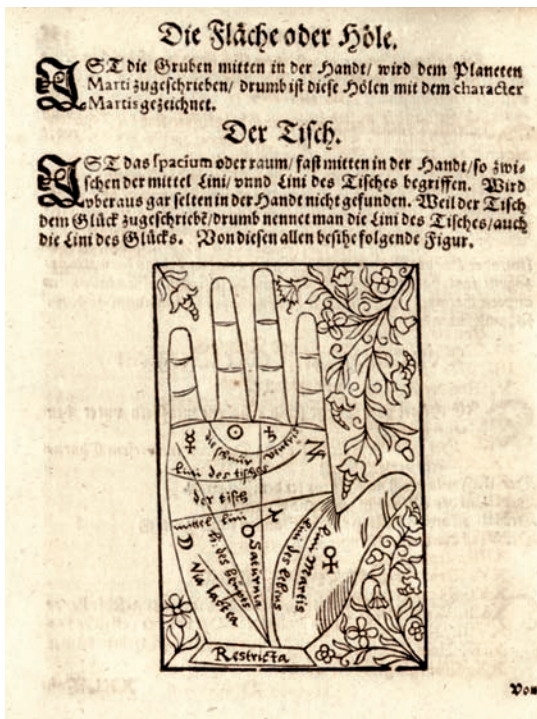 Die Fläche oder Höle.
IST die Gruben mitten in der Handt/ wird dem Planeten
Marti zugeschrieben/ drumb ist diese Hölen mit dem character
Martis gezeichnet.
Der Tisch.
IST das spacium oder raum/ fast mitten in der Handt/ so zwi-
schen der mittel Lini/ vnnd Lini des Tisches begriffen. Wird
vberaus gar selten in der Handt nicht gefunden. Weil der Tisch
dem Glück zugeschriebẽ/ drumb nennet man die Lini des Tisches/ auch
die Lini des Glücks. Von diesen allen besihe folgende Figur.
☿ ☉ ♄ ♃
lini des tisches
der tisch
mittel lini
☽ ♂ Saturnia
Via lactea
lini des lebens
lini martis
♀
Restricta
Von